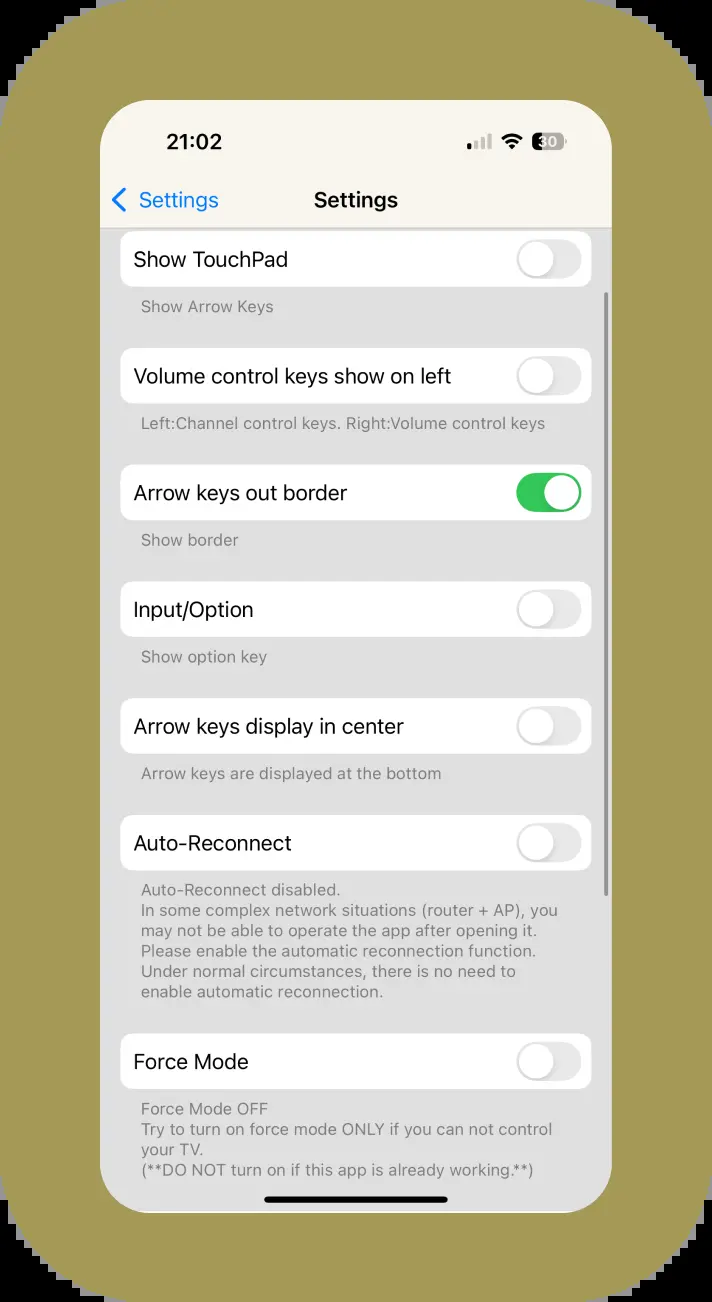 21:02
30
Settings
Settings
Show TouchPad
Show Arrow Keys
Volume control keys show on left
Left:Channel control keys. Right:Volume control keys
Arrow keys out border
Show border
Input/Option
Show option key
Arrow keys display in center
Arrow keys are displayed at the bottom
Auto-Reconnect
Auto-Reconnect disabled.
In some complex network situations (router + AP), you
may not be able to operate the app after opening it.
Please enable the automatic reconnection function.
Under normal circumstances, there is no need to
enable automatic reconnection.
Force Mode
Force Mode OFF
Try to turn on force mode ONLY if you can not control
your TV.
(**DO NOT turn on if this app is already working.**)